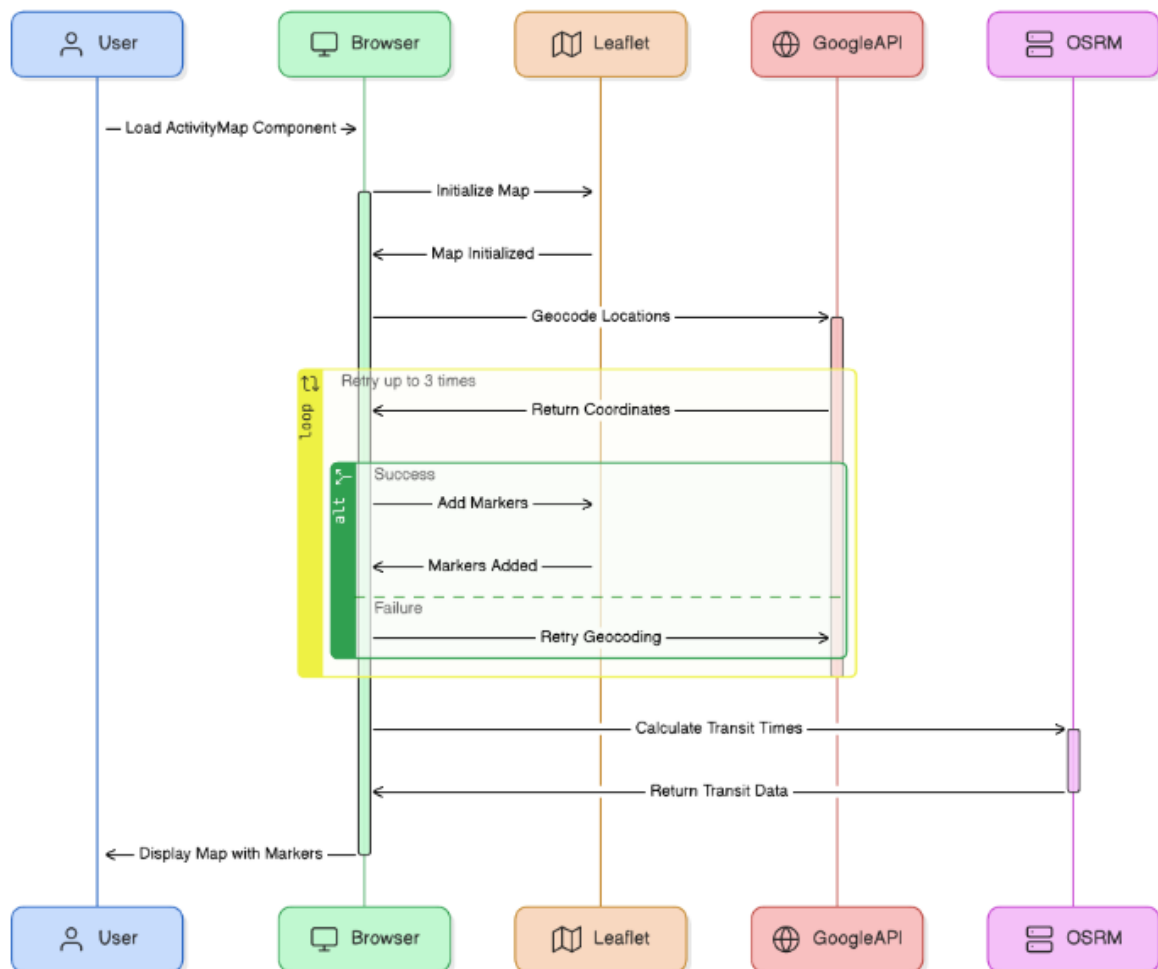 User
Browser
Leaflet
GoogleAPI
OSRM
Load ActivityMap Component
Initialize Map
Map Initialized
Geocode Locations
loop
Retry up to 3 times
Return Coordinates
alt
Success
Add Markers
Markers Added
Failure
Retry Geocoding
Calculate Transit Times
Return Transit Data
Display Map with Markers
User
Browser
Leaflet
GoogleAPI
OSRM